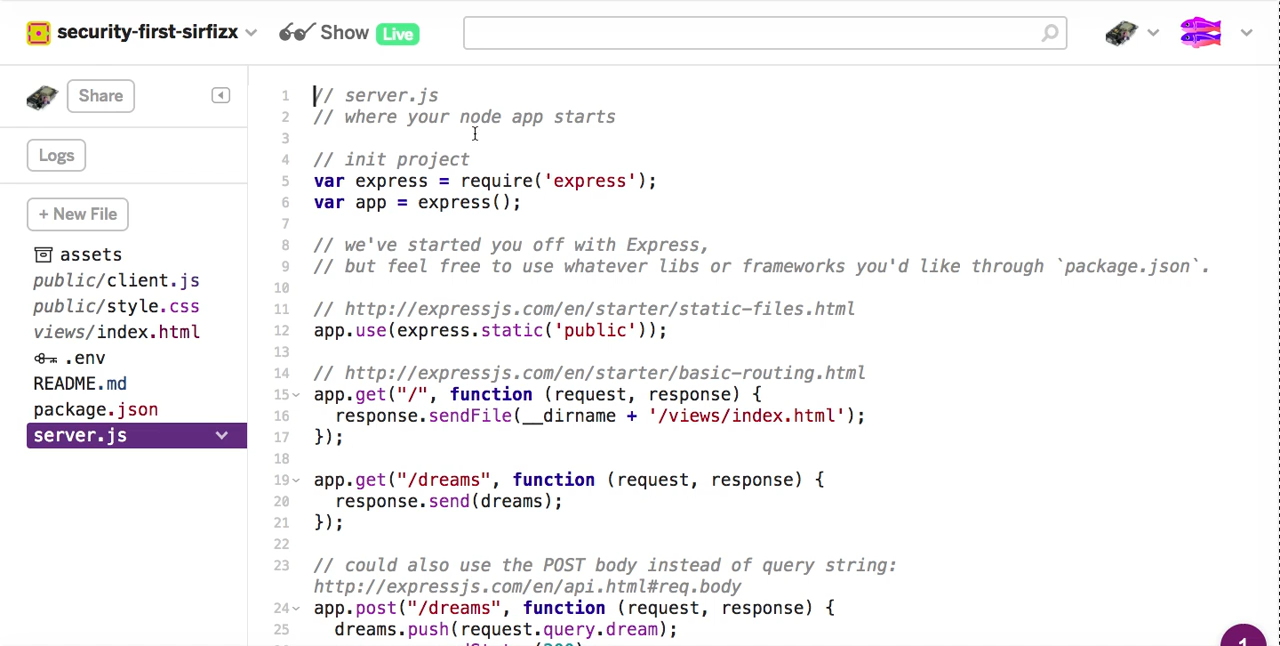 security-first-sirfizx Show Live
Share
Logs
+ New File
assets
public/client.js
public/style.css
views/index.html
.env
README.md
package.json
server.js
1 // server.js
2 // where your node app starts
3
4 // init project
5 var express = require('express');
6 var app = express();
7
8 // we've started you off with Express,
9 // but feel free to use whatever libs or frameworks you'd like through `package.json`.
10
11 // http://expressjs.com/en/starter/static-files.html
12 app.use(express.static('public'));
13
14 // http://expressjs.com/en/starter/basic-routing.html
15 app.get("/", function (request, response) {
16 response.sendFile(__dirname + '/views/index.html');
17 });
18
19 app.get("/dreams", function (request, response) {
20 response.send(dreams);
21 });
22
23 // could also use the POST body instead of query string:
http://expressjs.com/en/api.html#req.body
24 app.post("/dreams", function (request, response) {
25 dreams.push(request.query.dream);
1